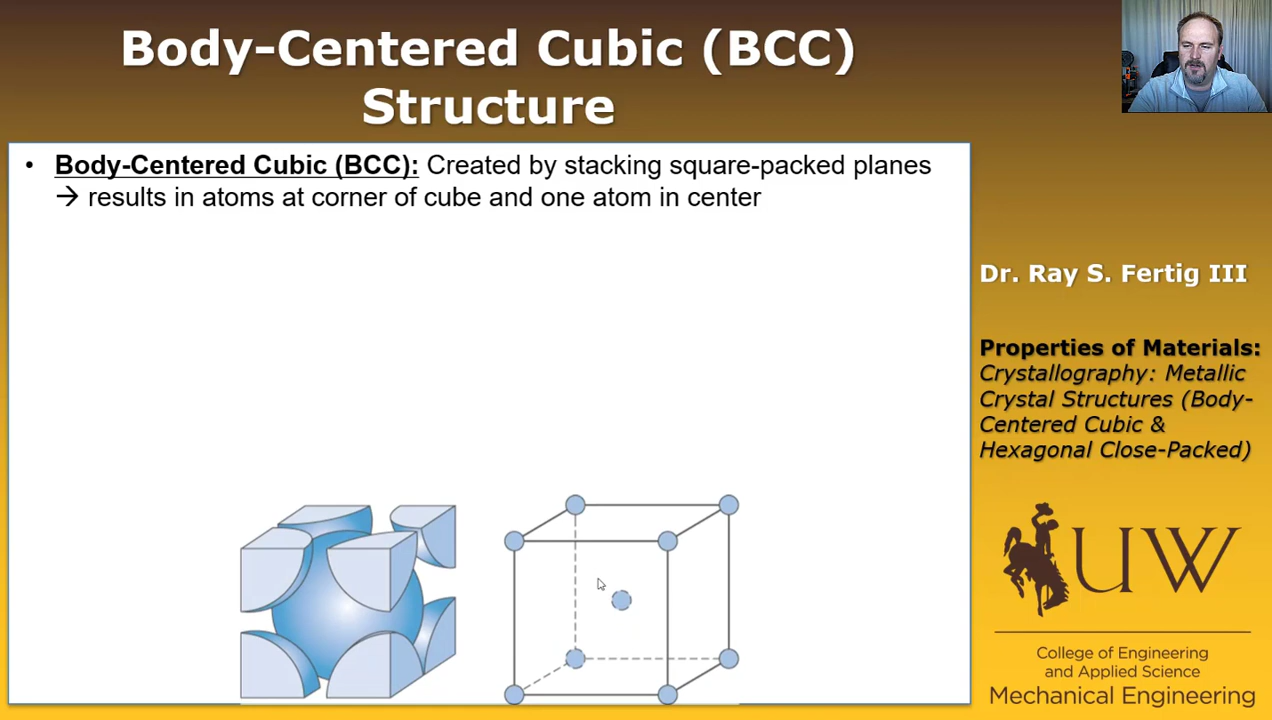 Body-Centered Cubic (BCC)
Structure
• Body-Centered Cubic (BCC): Created by stacking square-packed planes
→ results in atoms at corner of cube and one atom in center
Dr. Ray S. Fertig III
Properties of Materials:
Crystallography: Metallic
Crystal Structures (Body-
Centered Cubic &
Hexagonal Close-Packed)
UW
College of Engineering
and Applied Science
Mechanical Engineering